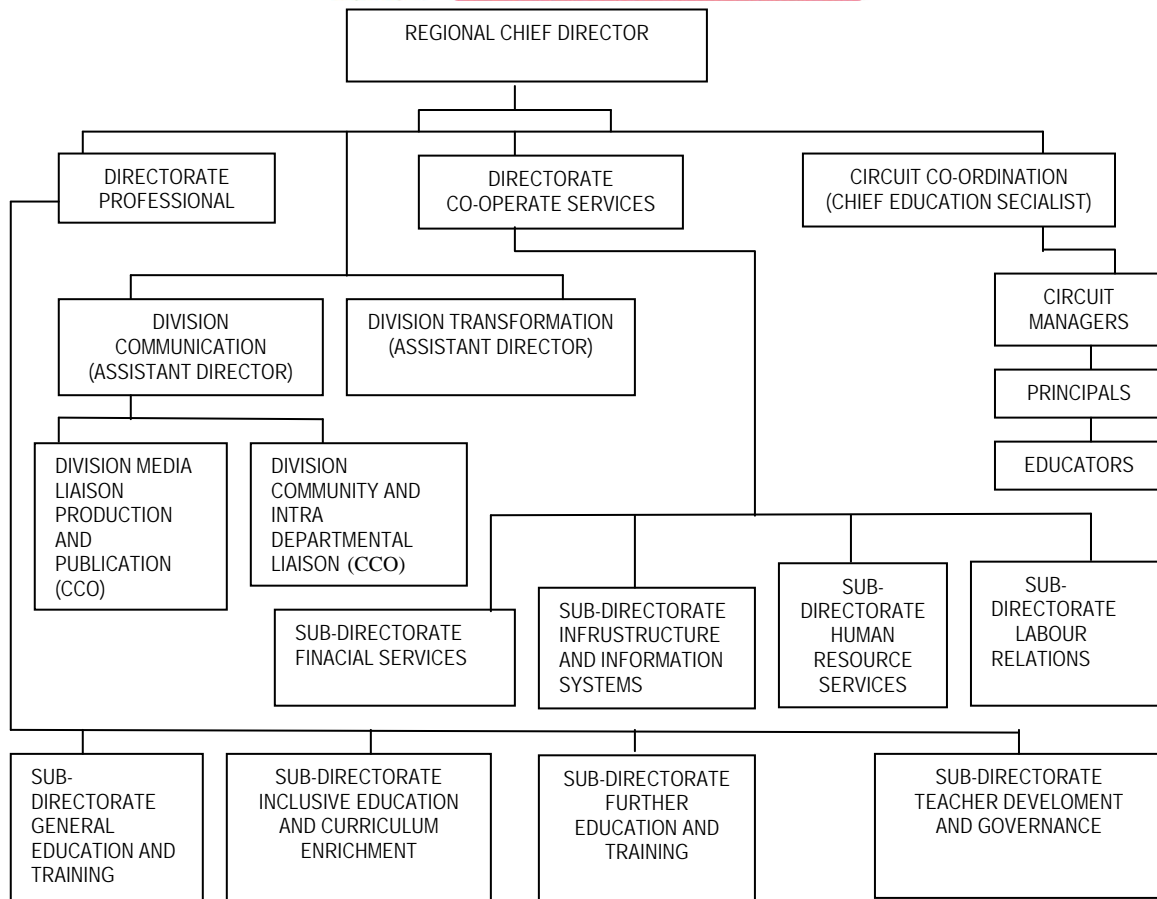 REGIONAL CHIEF DIRECTOR
DIRECTORATE
PROFESSIONAL
DIRECTORATE
CO-OPERATE SERVICES
CIRCUIT CO-ORDINATION
(CHIEF EDUCATION SECIALIST)
DIVISION
COMMUNICATION
(ASSISTANT DIRECTOR)
DIVISION TRANSFORMATION
(ASSISTANT DIRECTOR)
CIRCUIT
MANAGERS
PRINCIPALS
EDUCATORS
DIVISION MEDIA
LIAISON
PRODUCTION
AND
PUBLICATION
(CCO)
DIVISION
COMMUNITY AND
INTRA
DEPARTMENTAL
LIAISON (CCO)
SUB-DIRECTORATE
FINACIAL SERVICES
SUB-DIRECTORATE
INFRUSTRUCTURE
AND INFORMATION
SYSTEMS
SUB-
DIRECTORATE
HUMAN
RESOURCE
SERVICES
SUB-
DIRECTORATE
LABOUR
RELATIONS
SUB-
DIRECTORATE
GENERAL
EDUCATION AND
TRAINING
SUB-DIRECTORATE
INCLUSIVE EDUCATION
AND CURRICULUM
ENRICHMENT
SUB-DIRECTORATE
FURTHER
EDUCATION AND
TRAINING
SUB-DIRECTORATE
TEACHER DEVELOMENT
AND GOVERNANCE